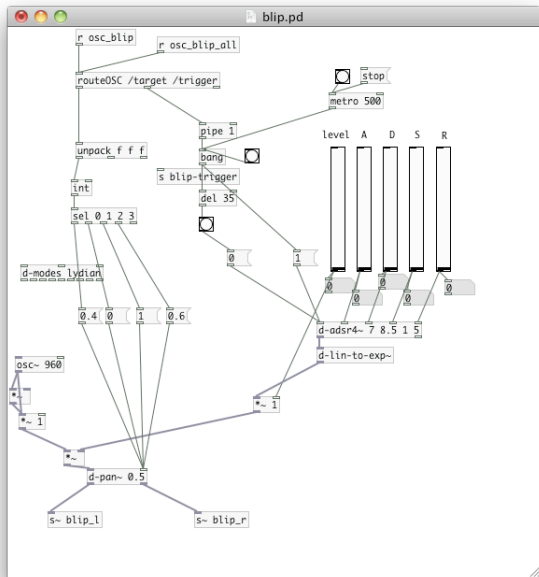 blip.pd
r osc_blip
r osc_blip_all
routeOSC /target /trigger
stop
metro 500
pipe 1
level A D S R
unpack f f f
bang
s blip-trigger
int
del 35
sel 0 1 2 3
0
1
d-modes lydian
0
0
0
0
0
0.4
0
1
0.6
d-adsr4~ 7 8.5 1 5
d-lin-to-exp~
osc~ 960
*~
*~ 1
*~ 1
*~
d-pan~ 0.5
s~ blip_l
s~ blip_r